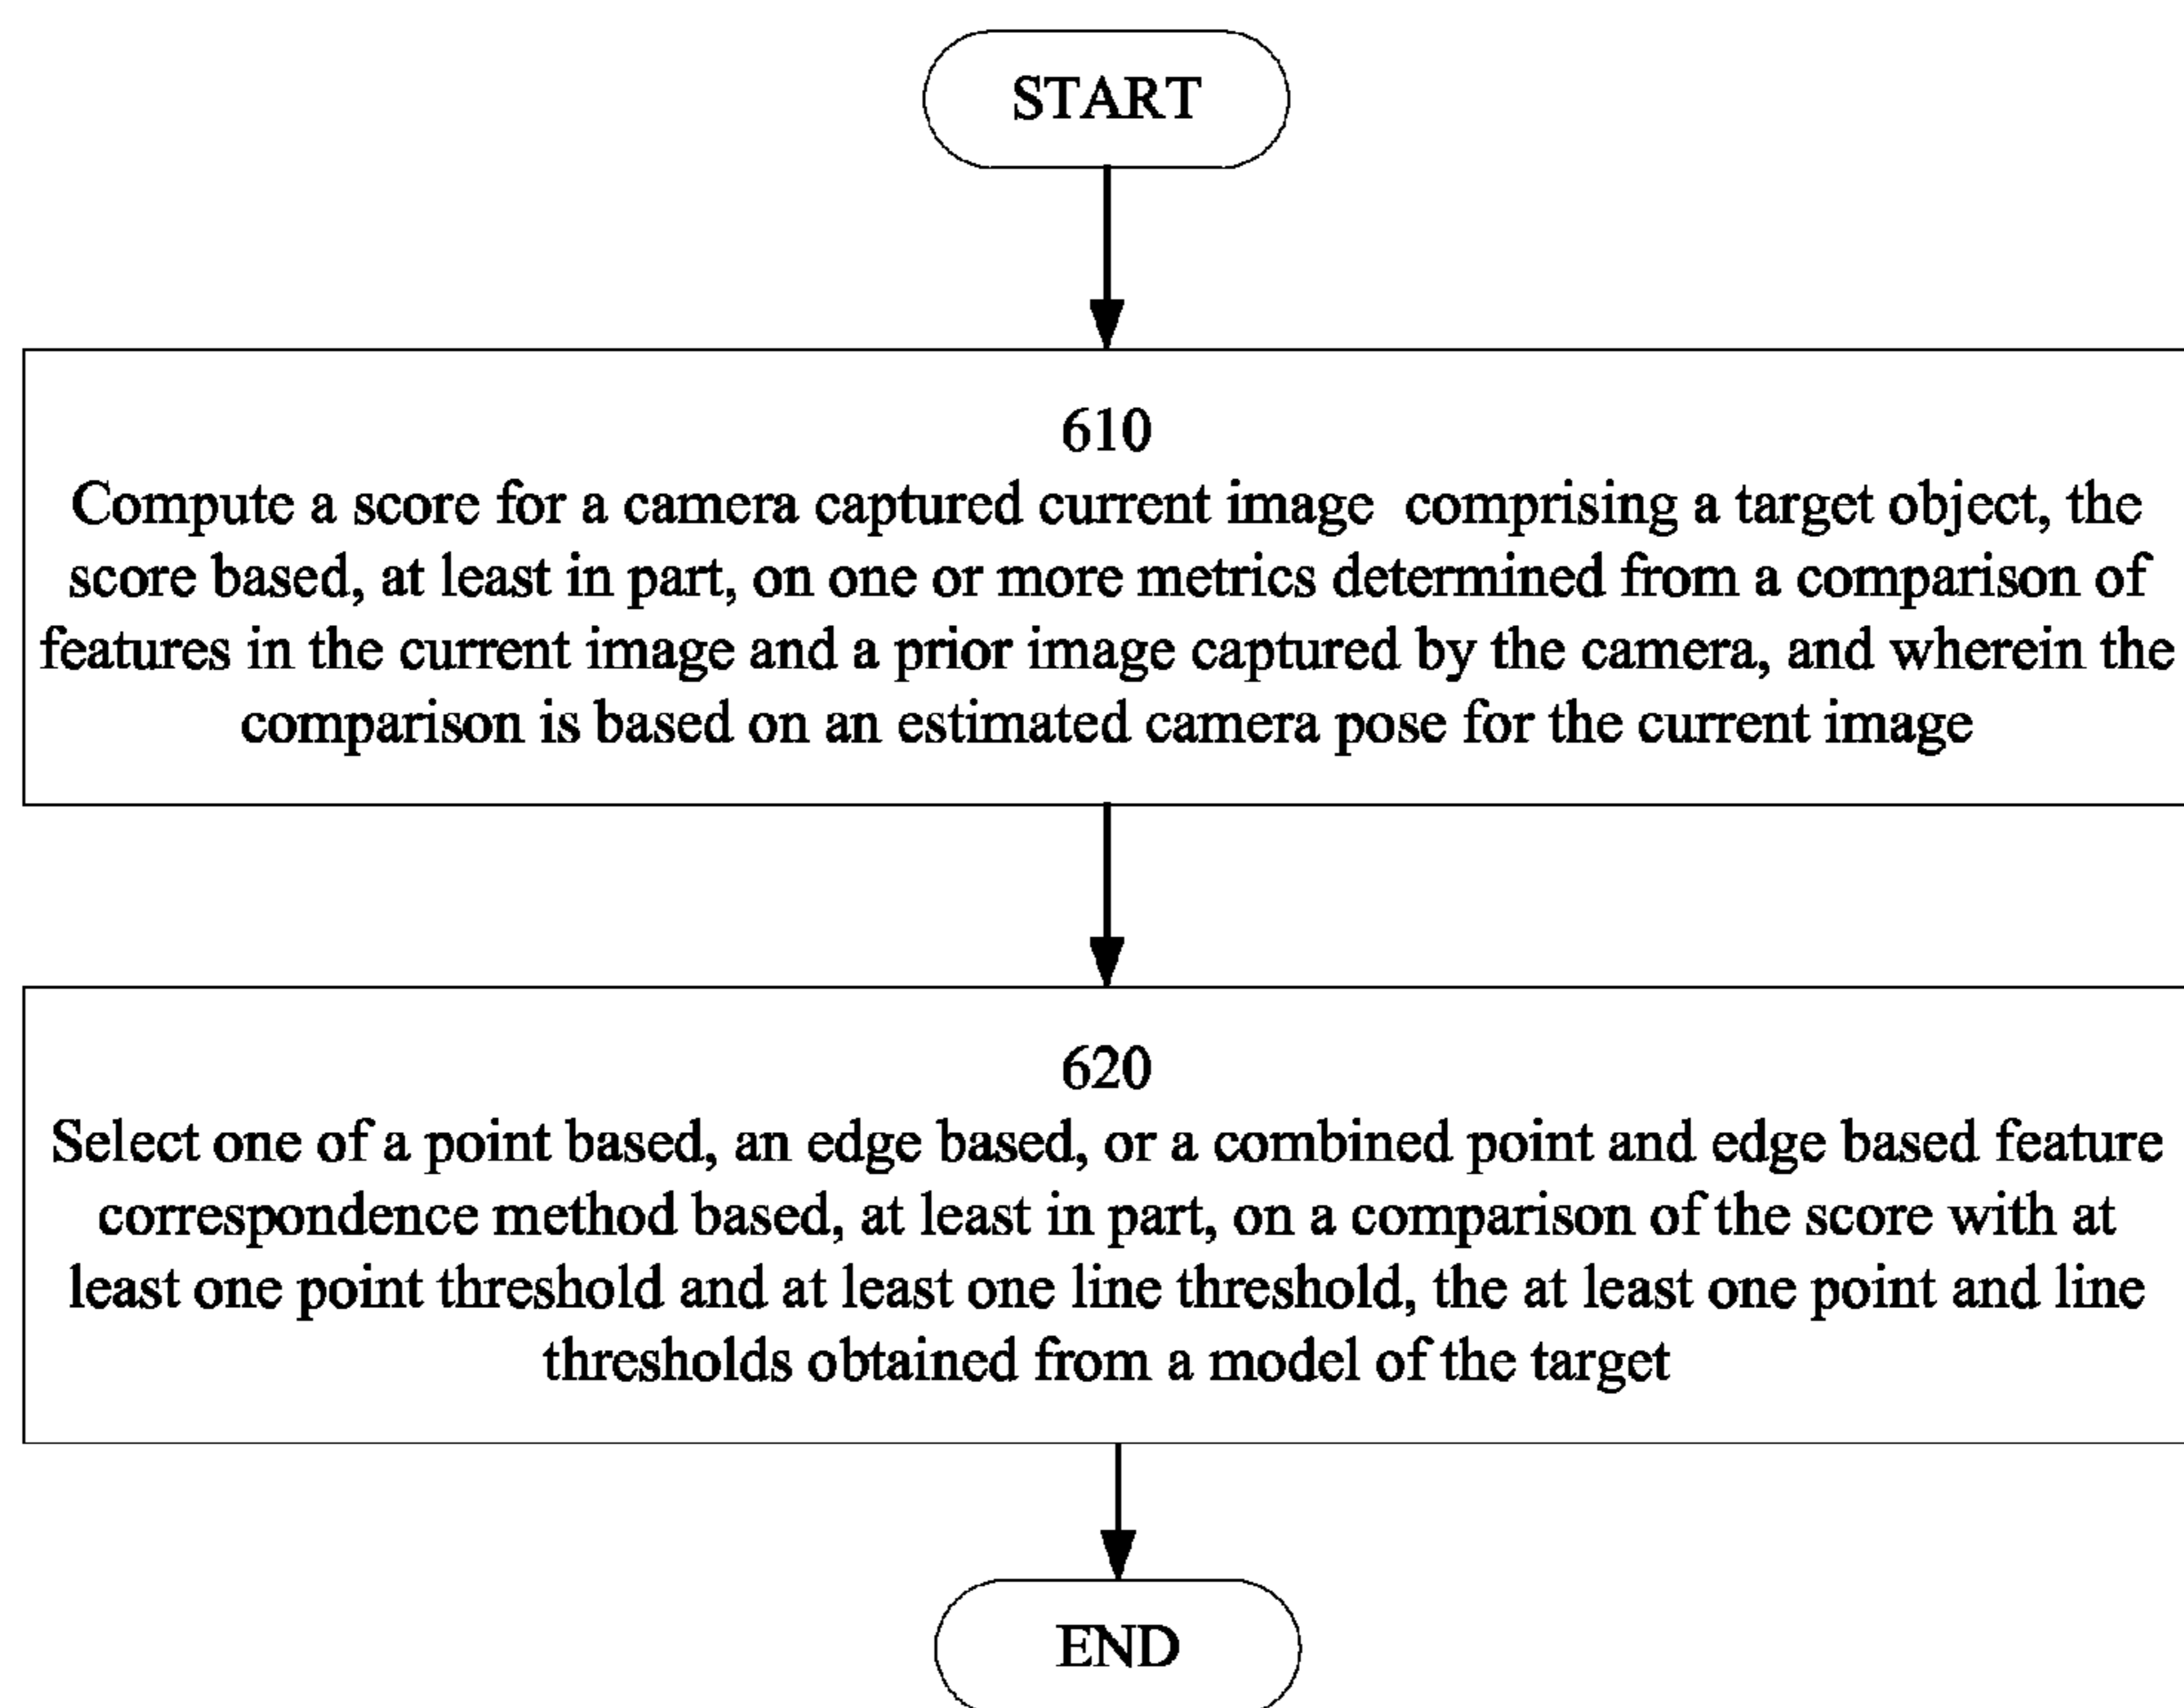 START
610
Compute a score for a camera captured current image comprising a target object, the
score based, at least in part, on one or more metrics determined from a comparison of
features in the current image and a prior image captured by the camera, and wherein the
comparison is based on an estimated camera pose for the current image
620
Select one of a point based, an edge based, or a combined point and edge based feature
correspondence method based, at least in part, on a comparison of the score with at
least one point threshold and at least one line threshold, the at least one point and line
thresholds obtained from a model of the target
END